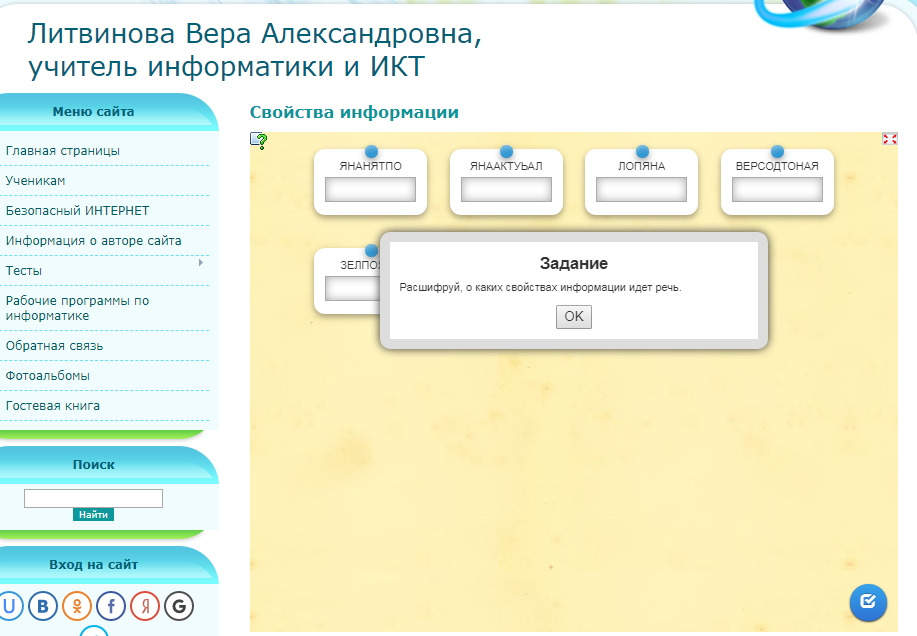 Литвинова Вера Александровна,
учитель информатики и ИКТ
Меню сайта
Главная страницы
Ученикам
Безопасный ИНТЕРНЕТ
Информация о авторе сайта
Тесты
Рабочие программы по
информатике
Обратная связь
Фотоальбомы
Гостевая книга
Поиск
Найти
Вход на сайт
U В f Я G
Свойства информации
ЯНАНЯТПО ЯНААКТУЬАЛ ЛОПЯНА ВЕРСОДТОНАЯ
Задание
Расшифруй, о каких свойствах информации идет речь.
OK